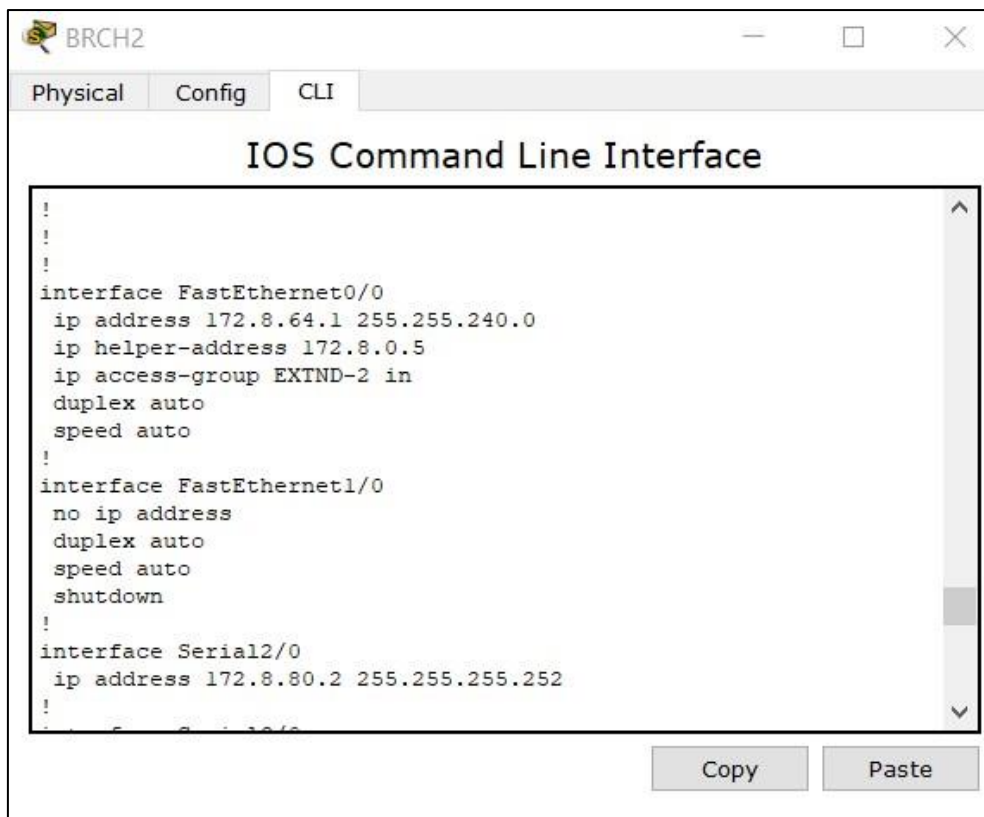 BRCH2
Physical Config CLI
IOS Command Line Interface
!
!
!
interface FastEthernet0/0
ip address 172.8.64.1 255.255.240.0
ip helper-address 172.8.0.5
ip access-group EXTND-2 in
duplex auto
speed auto
!
interface FastEthernet1/0
no ip address
duplex auto
speed auto
shutdown
!
interface Serial2/0
ip address 172.8.80.2 255.255.255.252
!
Copy Paste